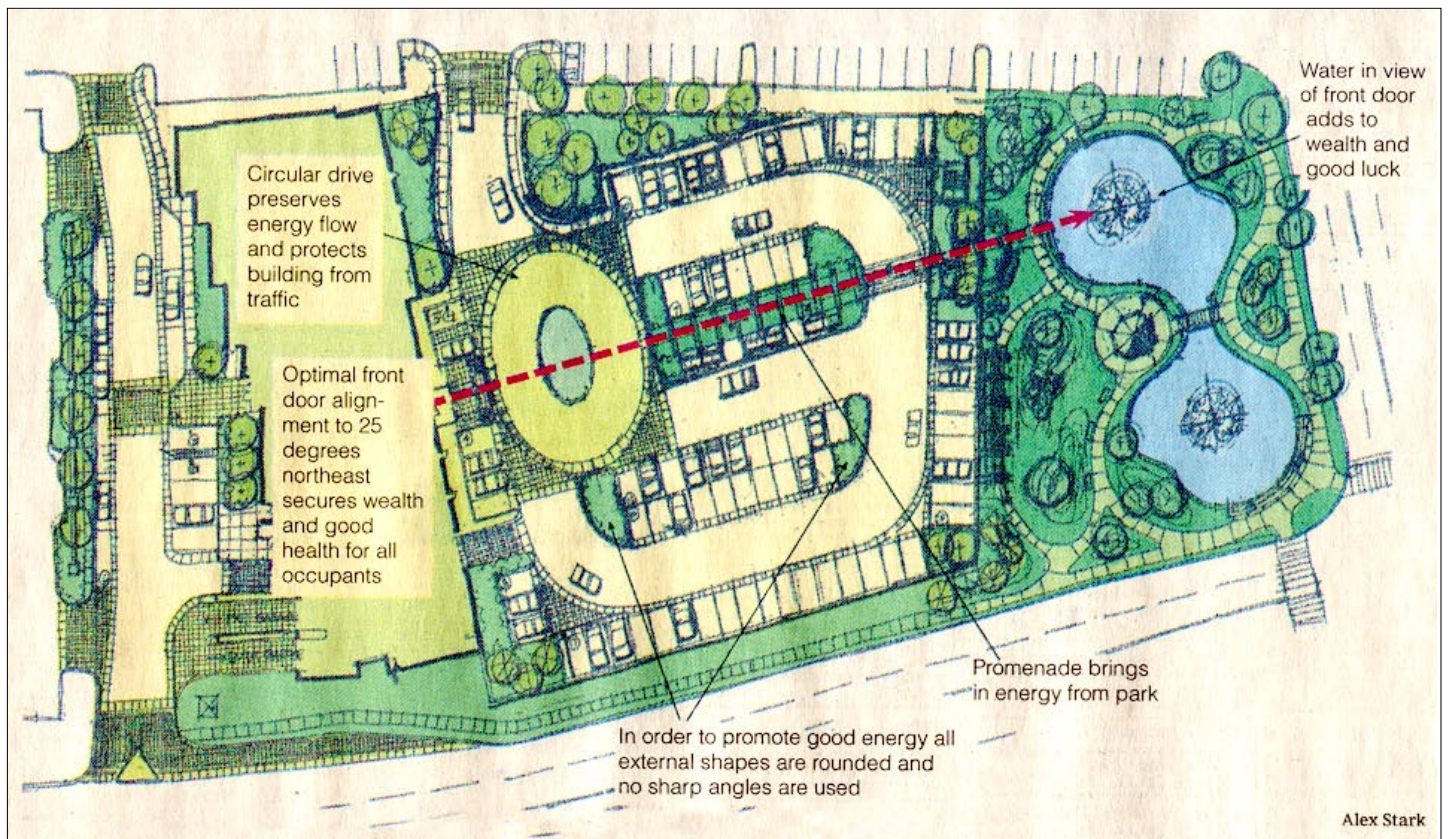 Water in view
of front door
adds to
wealth and
good luck
Circular drive
preserves
energy flow
and protects
building from
traffic
Optimal front
door align-
ment to 25
degrees
northeast
secures wealth
and good
health for all
occupants
Promenade brings
in energy from park
In order to promote good energy all
external shapes are rounded and
no sharp angles are used
Alex Stark